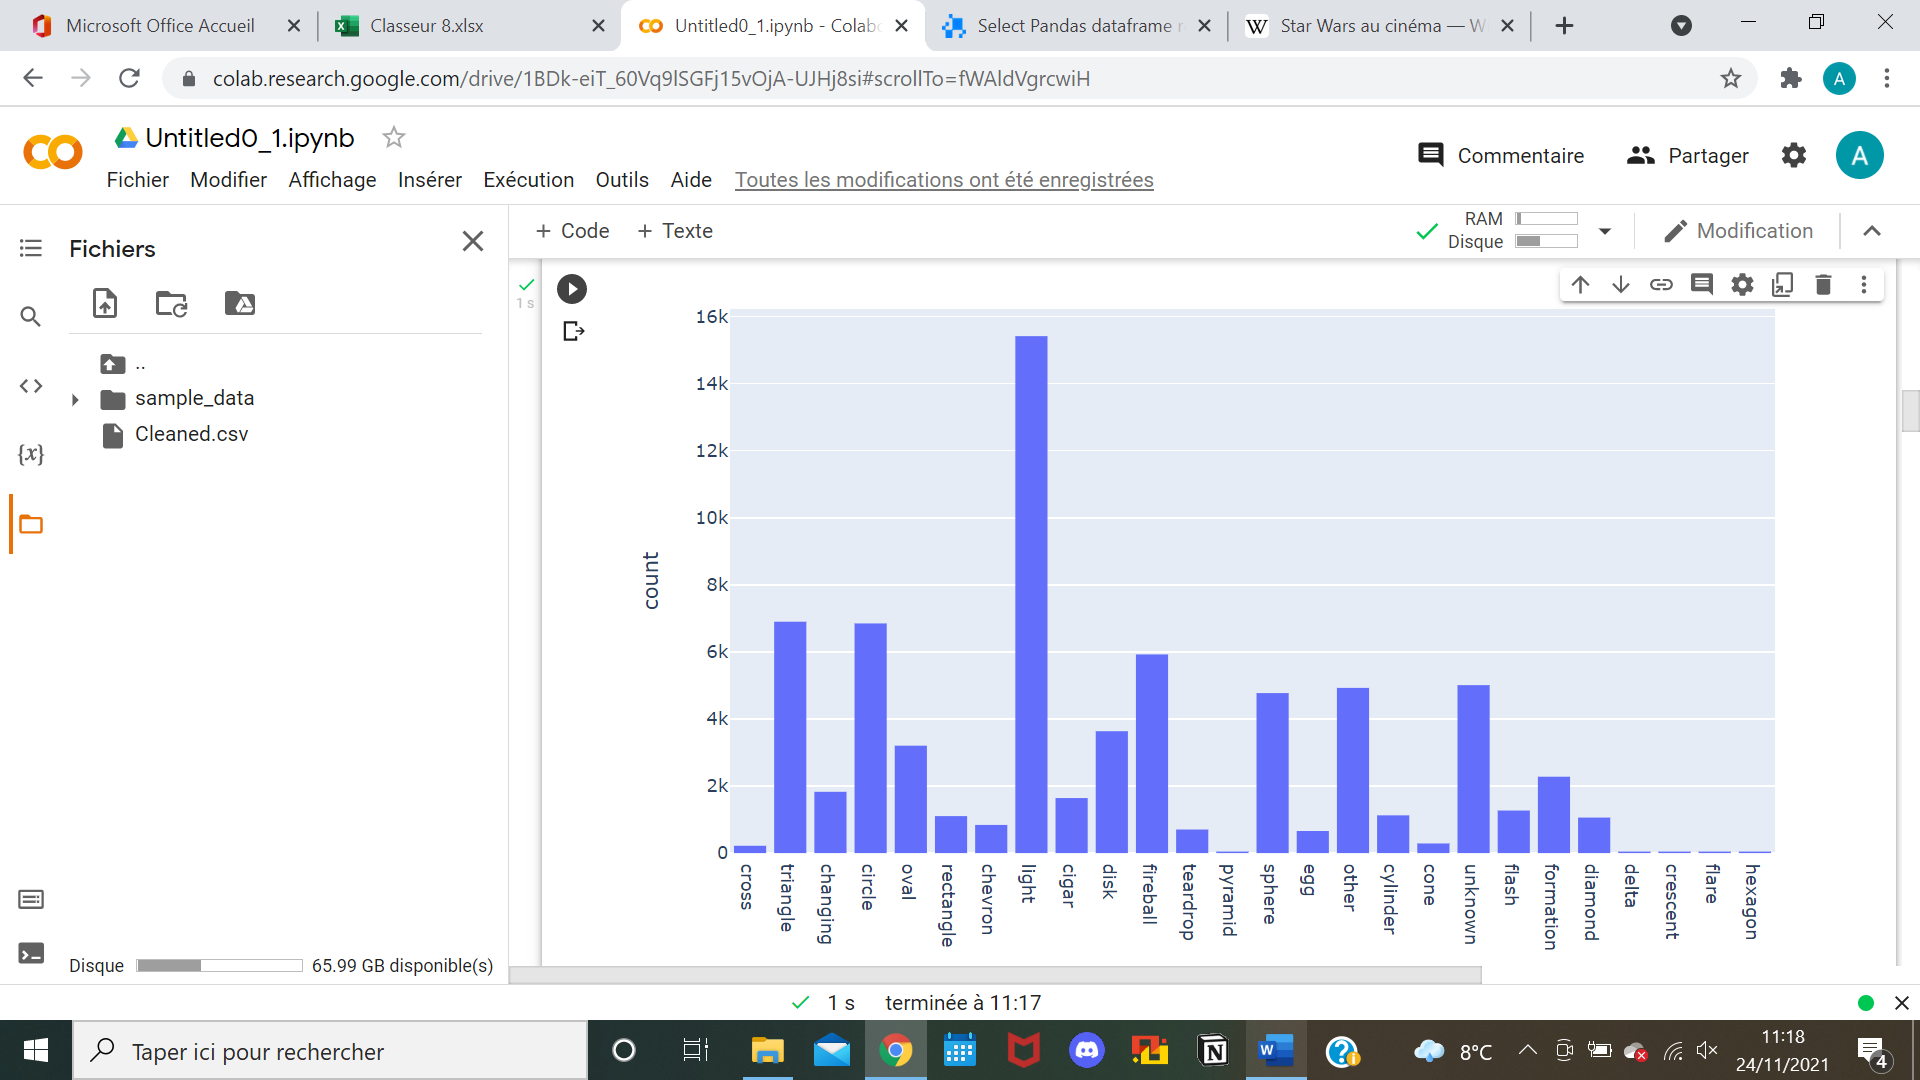 Microsoft Office Accueil
Classeur 8.xlsx
Untitled0_1.ipynb - Colabo
Select Pandas dataframe r
Star Wars au cinéma — W
colab.research.google.com/drive/1BDk-eiT_60Vq9lSGFj15vOjA-UJHj8si#scrollTo=fWAldVgrcwiH
A
Untitled0_1.ipynb
Commentaire
Partager
A
Fichier Modifier Affichage Insérer Exécution Outils Aide Toutes les modifications ont été enregistrées
Fichiers
+ Code + Texte
RAM
Disque
Modification
1 s
..
sample_data
Cleaned.csv
{x}
16k
14k
12k
10k
8k
6k
4k
2k
0
count
cross
triangle
changing
circle
oval
rectangle
chevron
light
cigar
disk
fireball
teardrop
pyramid
sphere
egg
other
cylinder
cone
unknown
flash
formation
diamond
delta
crescent
flare
hexagon
Disque 65.99 GB disponible(s)
1 s terminée à 11:17
Taper ici pour rechercher
8°C
11:18
24/11/2021
4